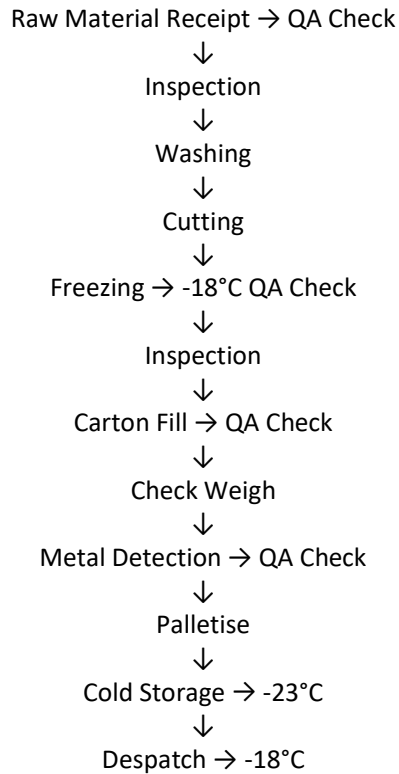 Raw Material Receipt → QA Check
↓
Inspection
↓
Washing
↓
Cutting
↓
Freezing → -18°C QA Check
↓
Inspection
↓
Carton Fill → QA Check
↓
Check Weigh
↓
Metal Detection → QA Check
↓
Palletise
↓
Cold Storage → -23°C
↓
Despatch → -18°C